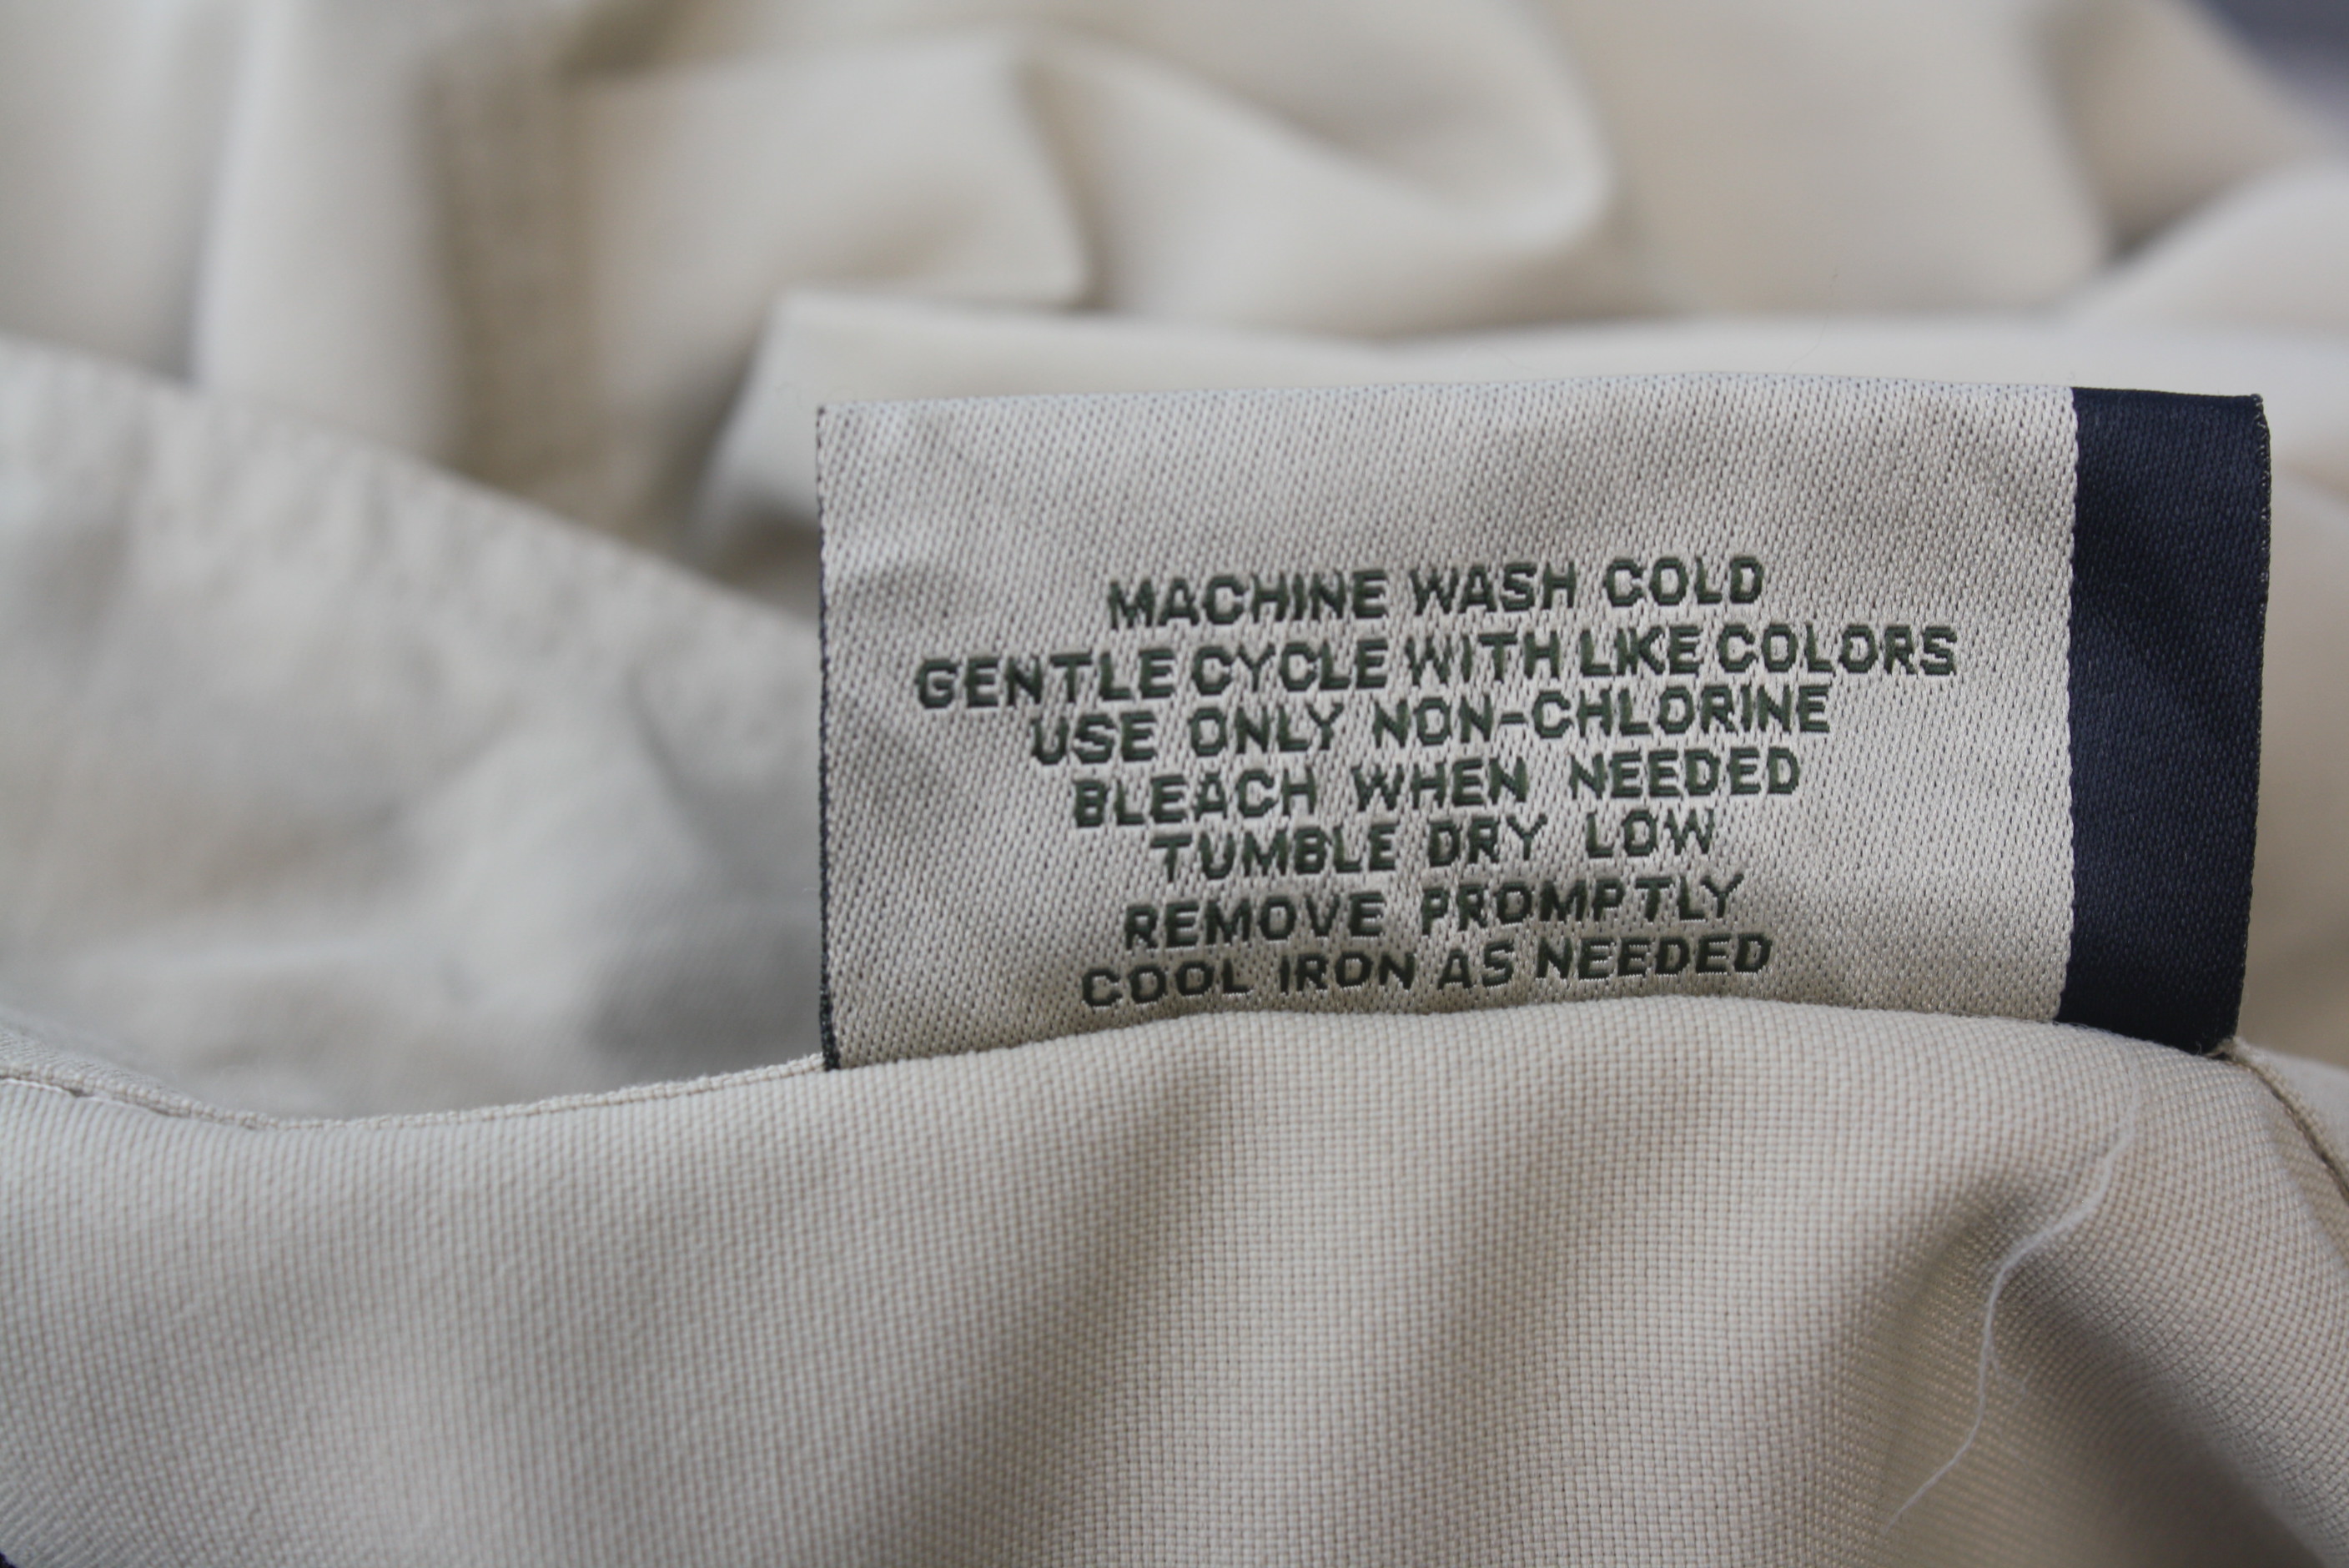 MACHINE WASH COLD
GENTLE CYCLE WITH LIKE COLORS
USE ONLY NON-CHLORINE
BLEACH WHEN NEEDED
TUMBLE DRY LOW
REMOVE PROMPTLY
COOL IRON AS NEEDED